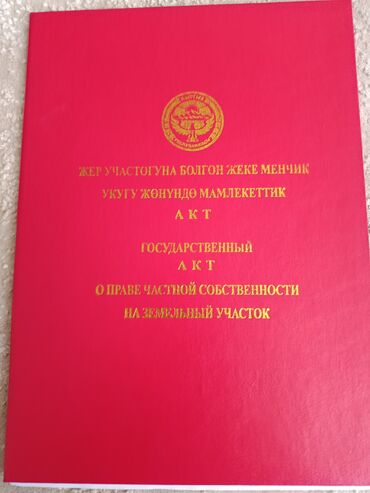 ЖЕР УЧАСТОГУНА БОЛГОН ЖЕКЕ МЕНЧИК
УКУГУ ЖӨНҮНДӨ МАМЛЕКЕТТИК
АКТ
ГОСУДАРСТВЕННЫЙ
АКТ
О ПРАВЕ ЧАСТНОЙ СОБСТВЕННОСТИ
НА ЗЕМЕЛЬНЫЙ УЧАСТОК